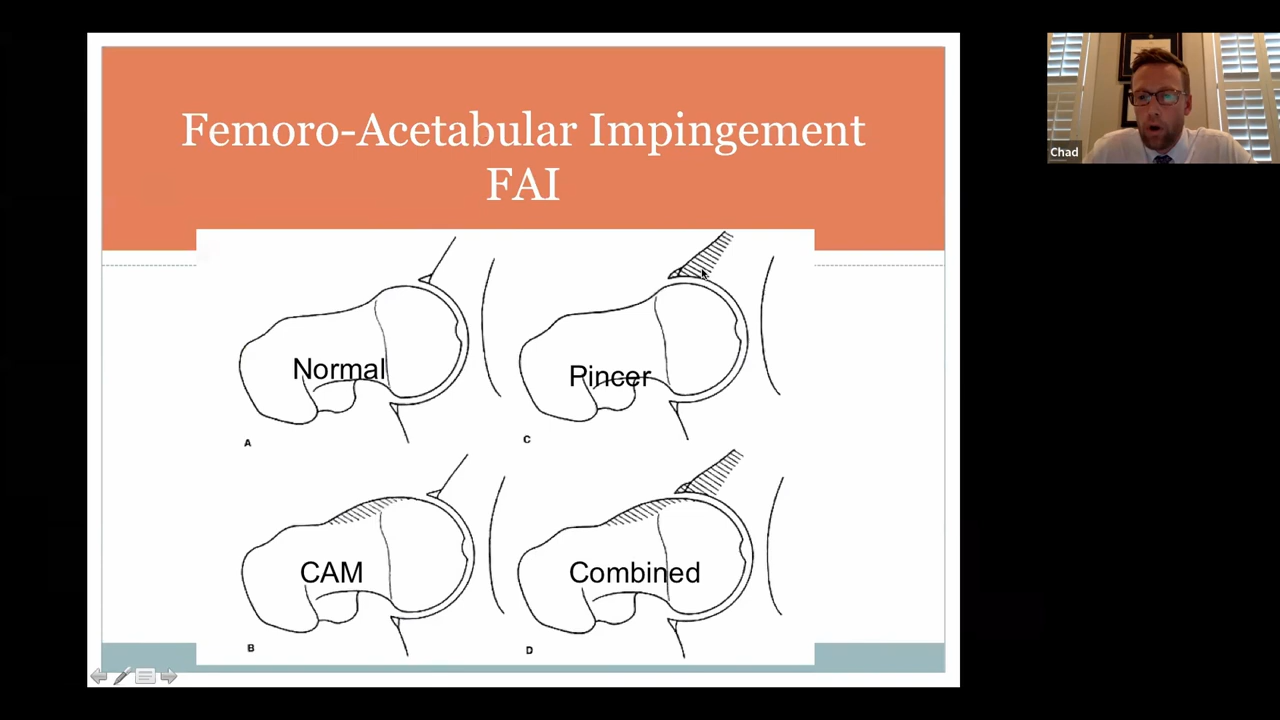 Femoro-Acetabular Impingement
FAI
Normal
A
Pincer
C
CAM
B
Combined
D
Chad